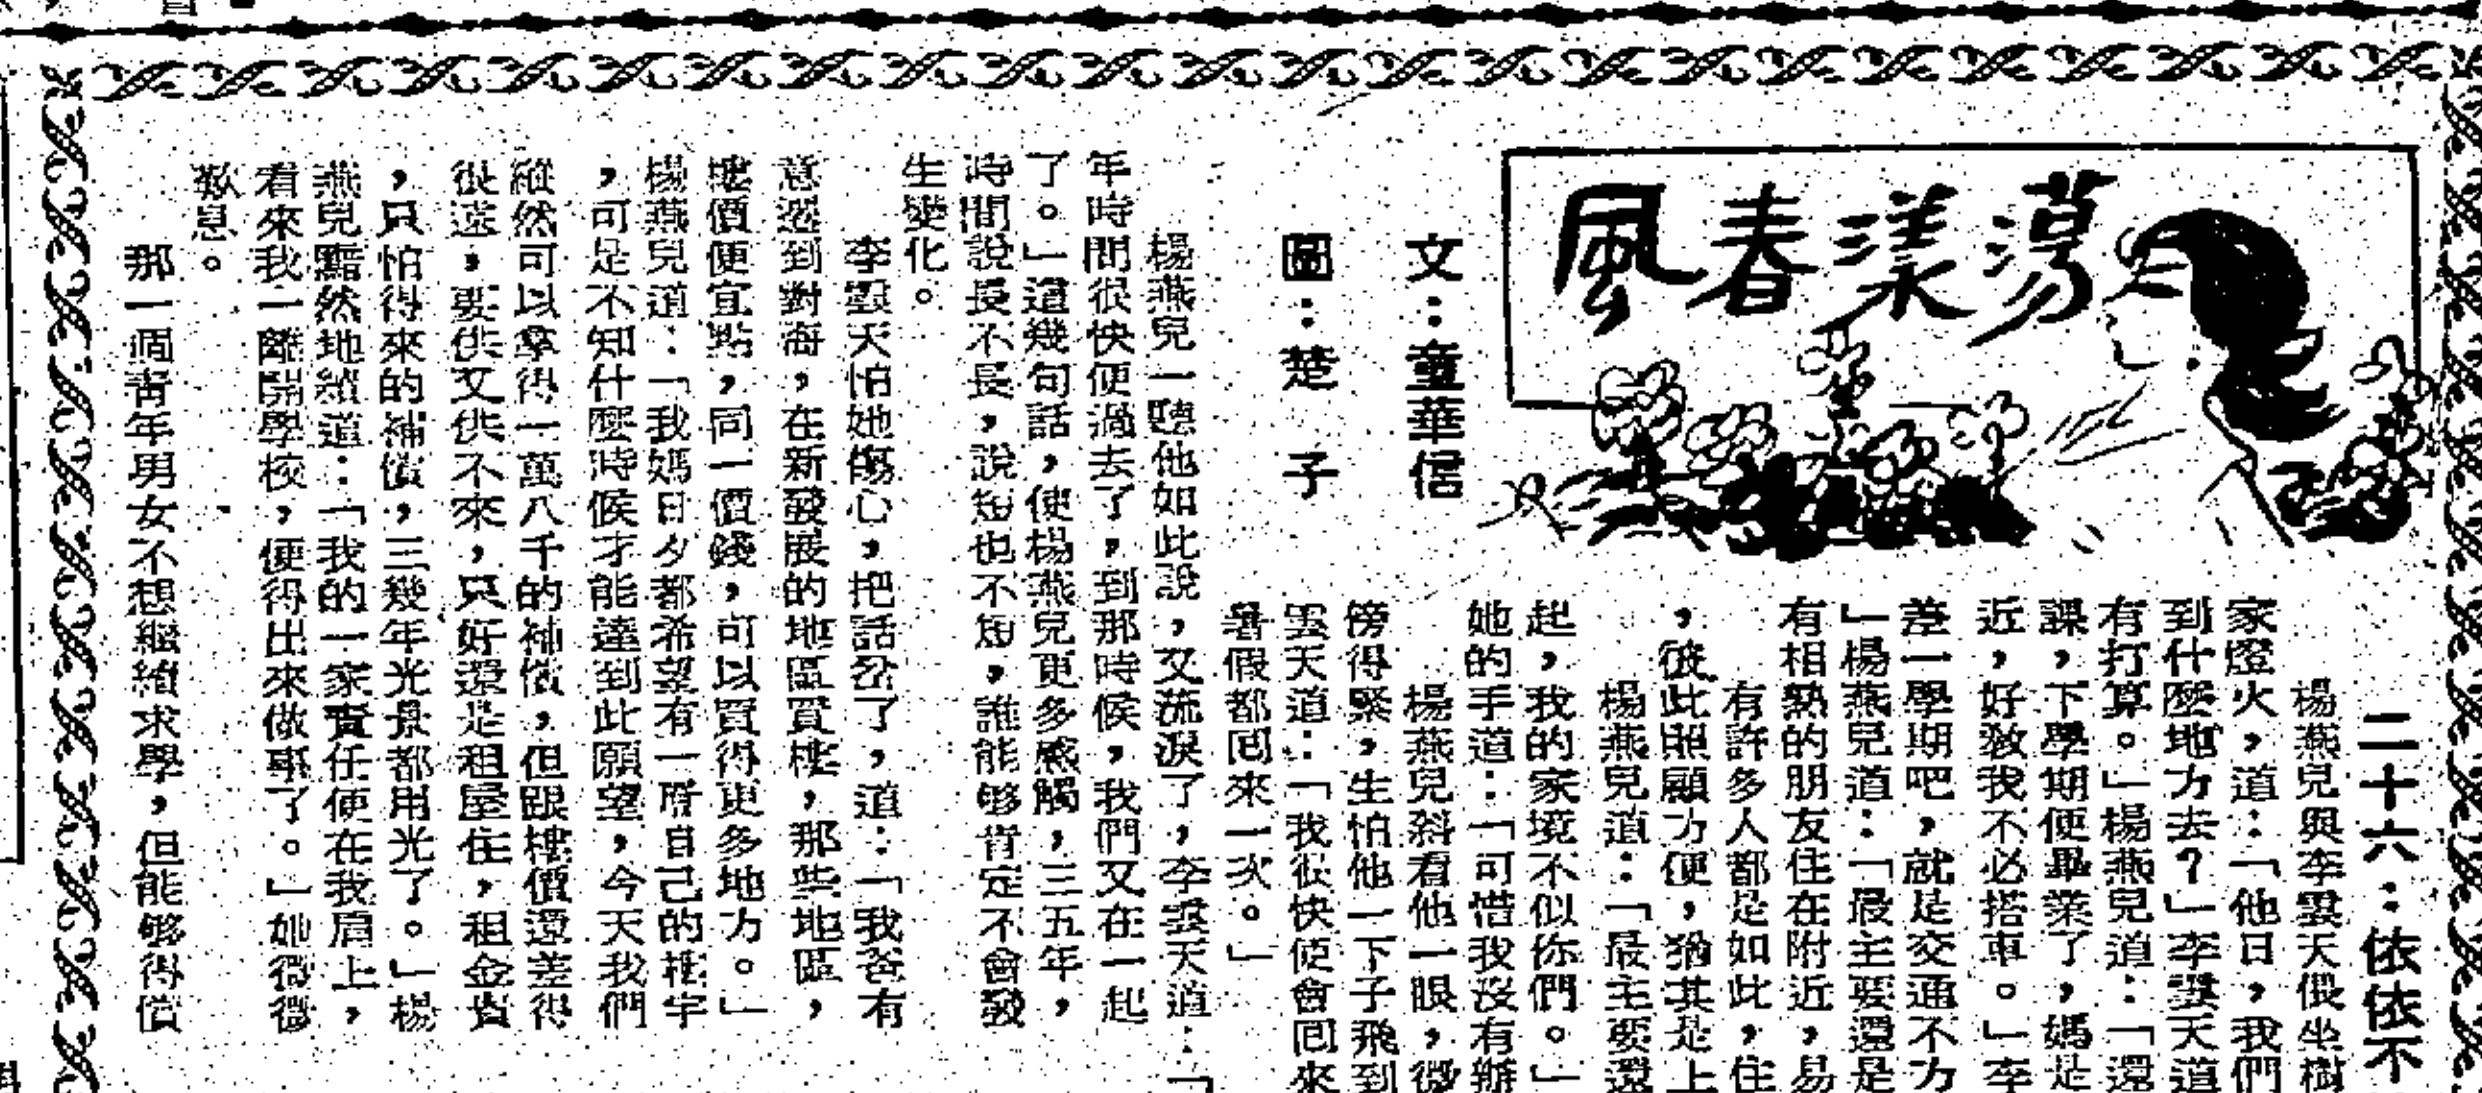 蕩漾春風
文：童華信
圖：楚子
二十六：依依不
楊燕兒與李雲天偎坐樹
家燈火，道：「他日，我們
到什麼地方去？」李雲天道
有打算。」楊燕兒道：「還
課，下學期便畢業了，媽是
近，好教我不必搭車。」李
差一學期吧，就是交通不方
」楊燕兒道：「最主要還是
有相熟的朋友住在附近，易
有許多人都是如此，住
，彼此照顧方便，猶其是上
楊燕兒道：「最主要還
起，我的家境不似你們。」
她的手道：「可惜我沒有辦
楊燕兒斜看他一眼，微
傍得緊，生怕他一下子飛到
雲天道：「我很快便會回來
暑假都回來一次。」
楊燕兒一聽他如此說，又流淚了，李雲天道：「
年時間很快便過去了，到那時候，我們又在一起
了。」這幾句話，使楊燕兒更多感觸，三五年，
時間說長不長，說短也不短，誰能够肯定不會發
生變化。
李雲天怕她傷心，把話岔了，道：「我爸有
意遷到對海，在新發展的地區買樓，那些地區，
樓價便宜點，同一價錢，可以買得更多地方。」
楊燕兒道：「我媽日夕都希望有一層自己的樓宇
，可是不知什麼時候才能達到此願望，今天我們
縱然可以拿得一萬八千的補償，但跟樓價還差得
很遠，要供又供不來，只好還是租屋住，租金貴
，只怕得來的補償，三幾年光景都用光了。」楊
燕兒黯然地續道：「我的一家責任便在我肩上，
看來我一離開學校，便得出來做事了。」她微微
歎息。
那一個青年男女不想繼續求學，但能够得償